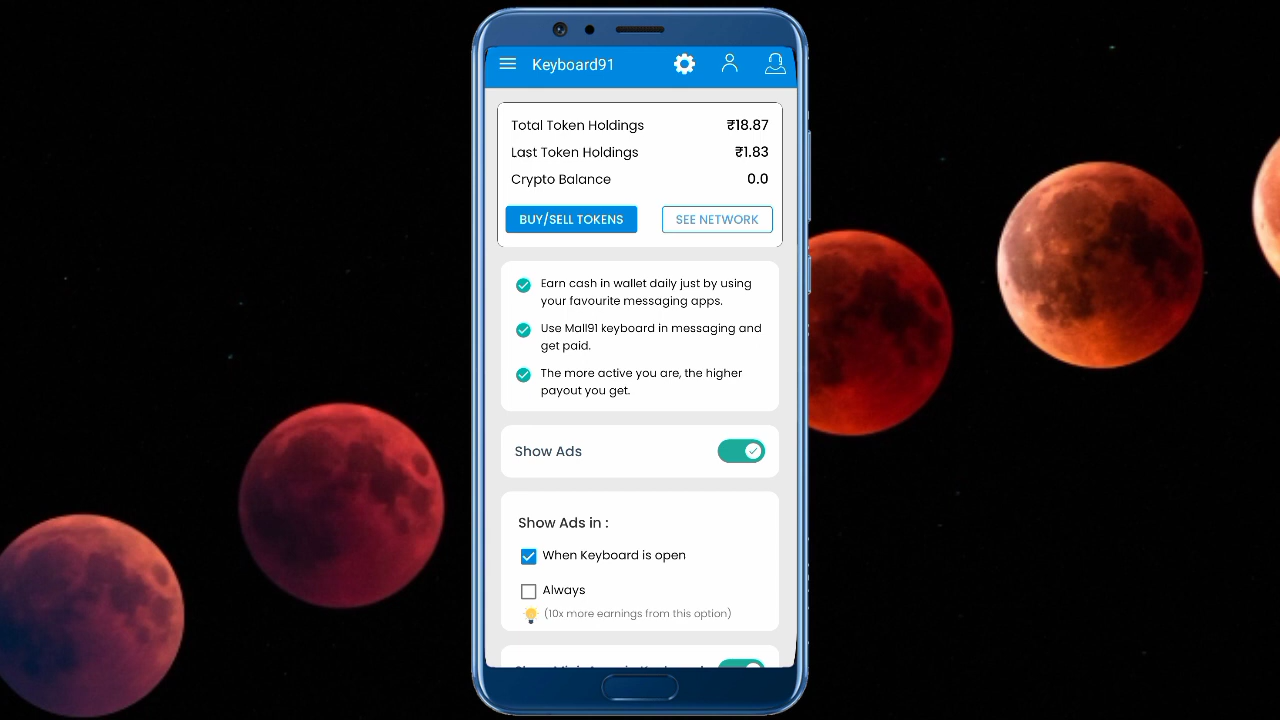 Keyboard91
Total Token Holdings ₹18.87
Last Token Holdings ₹1.83
Crypto Balance 0.0
BUY/SELL TOKENS SEE NETWORK
Earn cash in wallet daily just by using
your favourite messaging apps.
Use Mall91 keyboard in messaging and
get paid.
The more active you are, the higher
payout you get.
Show Ads
Show Ads in :
When Keyboard is open
Always
(10x more earnings from this option)